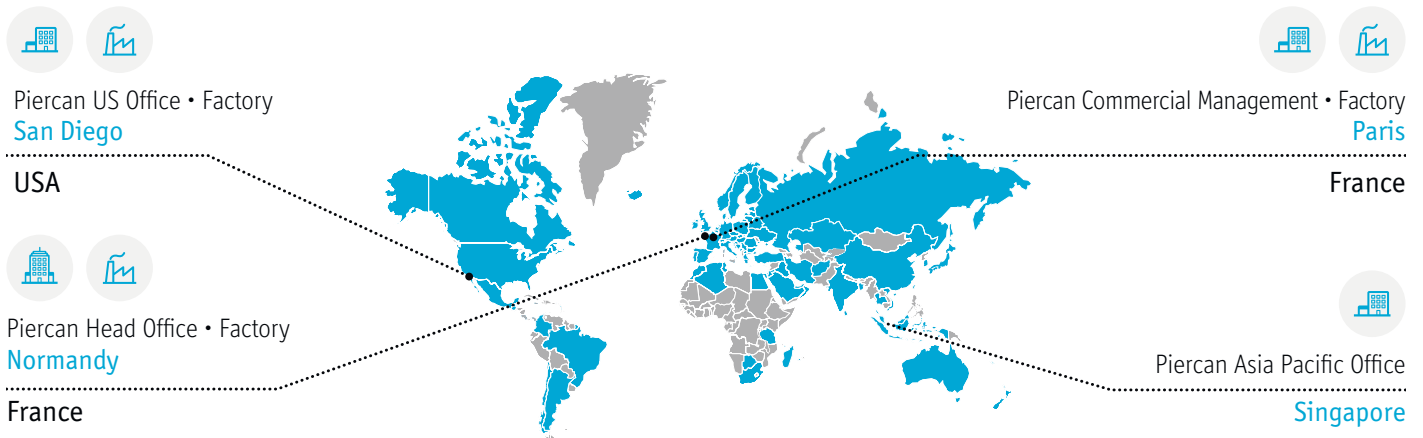 Piercan US Office • Factory
San Diego
USA
Piercan Head Office • Factory
Normandy
France
Piercan Commercial Management • Factory
Paris
France
Piercan Asia Pacific Office
Singapore